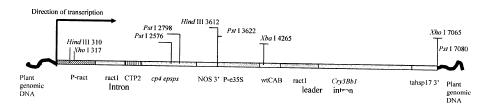 Direction of transcription
Hind III 3612
Pst I 2798
Pst I 2576
Pst I 3622
Hind III 310
Xho I 317
Xba I 4265
Xho I 7065
Pst I 7080
Plant genomic DNA
P-ract
ract1 Intron
CTP2
cp4 epsps
NOS 3'
P-e35S
wtCAB
ract1 leader
Cry3Bb1
intron
tahsp17 3'
Plant genomic DNA